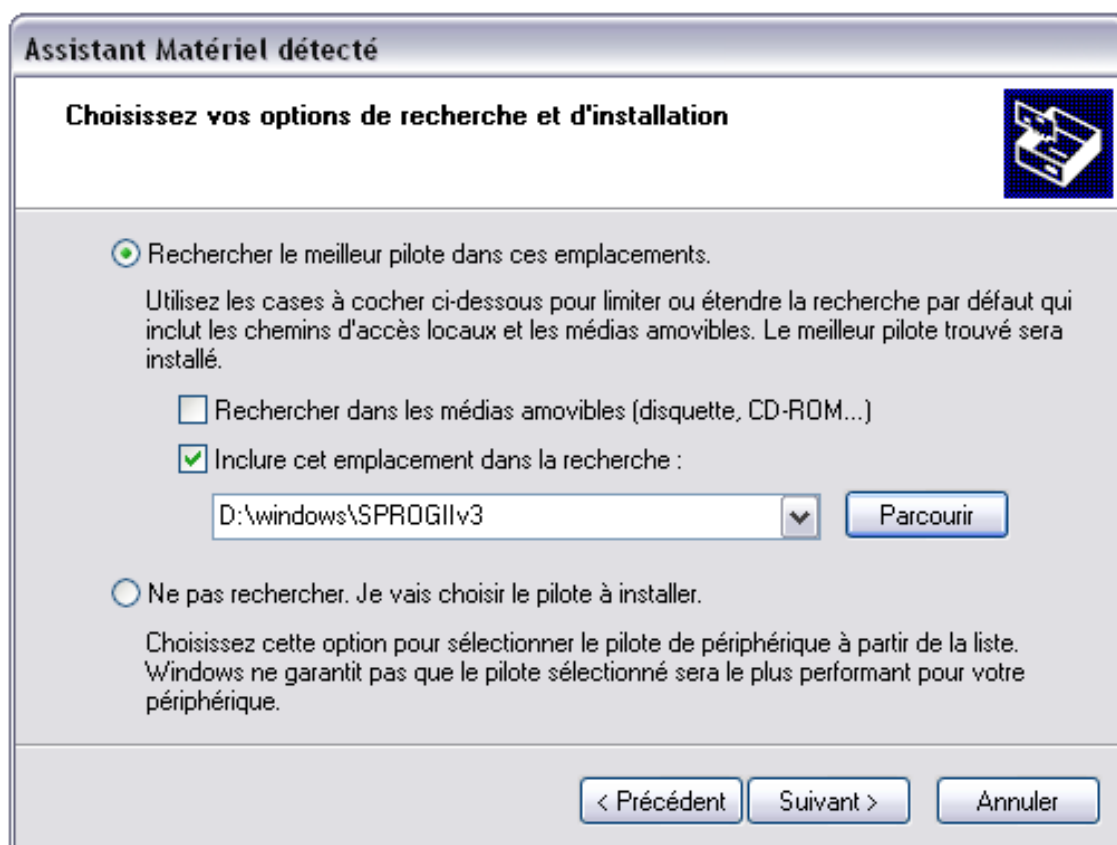 Assistant Matériel détecté
Choisissez vos options de recherche et d'installation
Rechercher le meilleur pilote dans ces emplacements.
Utilisez les cases à cocher ci-dessous pour limiter ou étendre la recherche par défaut qui
inclut les chemins d'accès locaux et les médias amovibles. Le meilleur pilote trouvé sera
installé.
Rechercher dans les médias amovibles (disquette, CD-ROM...)
Inclure cet emplacement dans la recherche :
D:\windows\SPROGIIv3 Parcourir
Ne pas rechercher. Je vais choisir le pilote à installer.
Choisissez cette option pour sélectionner le pilote de périphérique à partir de la liste.
Windows ne garantit pas que le pilote sélectionné sera le plus performant pour votre
périphérique.
< Précédent Suivant > Annuler